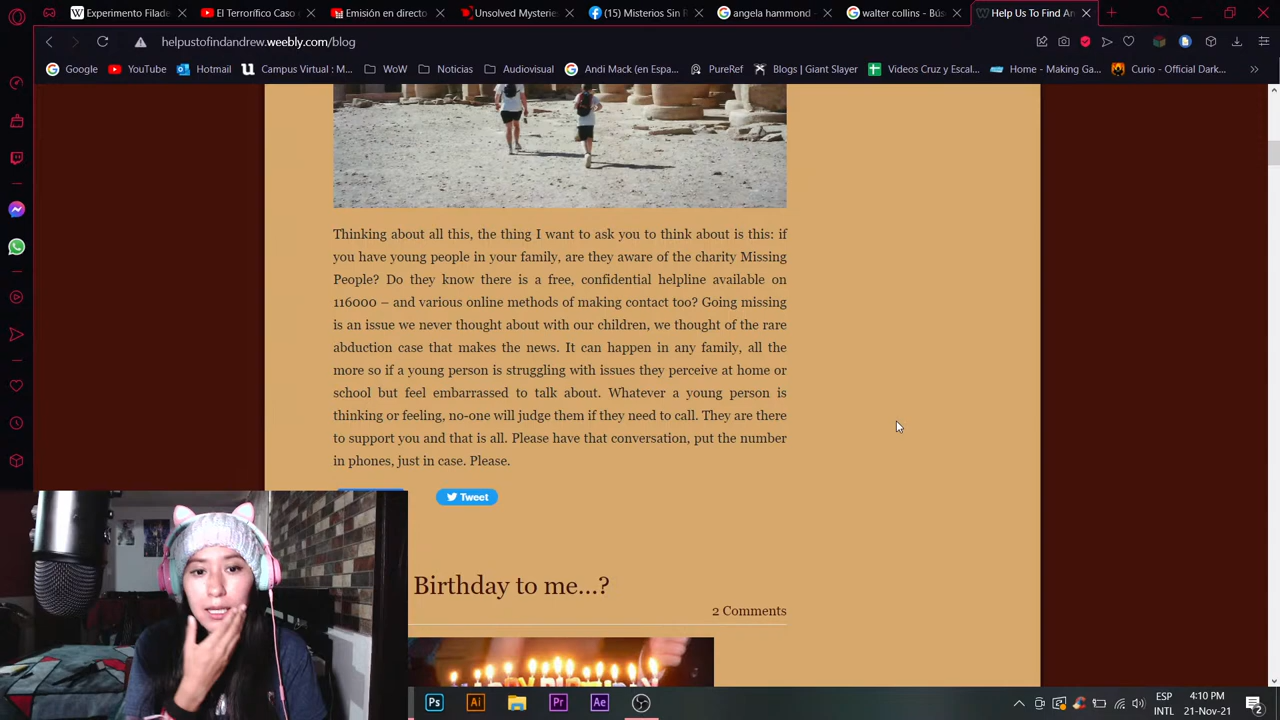 Experimento Filade
El Terrorífico Caso o
Emisión en directo
Unsolved Mysterie
(15) Misterios Sin R
angela hammond -
walter collins - Bús
Help Us To Find An
helpustofindandrew.weebly.com/blog
Google
YouTube
Hotmail
Campus Virtual : M...
WoW
Noticias
Audiovisual
Andi Mack (en Espa...
PureRef
Blogs | Giant Slayer
Videos Cruz y Escal...
Home - Making Ga...
Curio - Official Dark...
Thinking about all this, the thing I want to ask you to think about is this: if
you have young people in your family, are they aware of the charity Missing
People? Do they know there is a free, confidential helpline available on
116000 – and various online methods of making contact too? Going missing
is an issue we never thought about with our children, we thought of the rare
abduction case that makes the news. It can happen in any family, all the
more so if a young person is struggling with issues they perceive at home or
school but feel embarrassed to talk about. Whatever a young person is
thinking or feeling, no-one will judge them if they need to call. They are there
to support you and that is all. Please have that conversation, put the number
in phones, just in case. Please.
Tweet
Birthday to me...?
2 Comments
Ps
Ai
Pr
Ae
ESP
INTL
4:10 PM
21-Nov-21
2